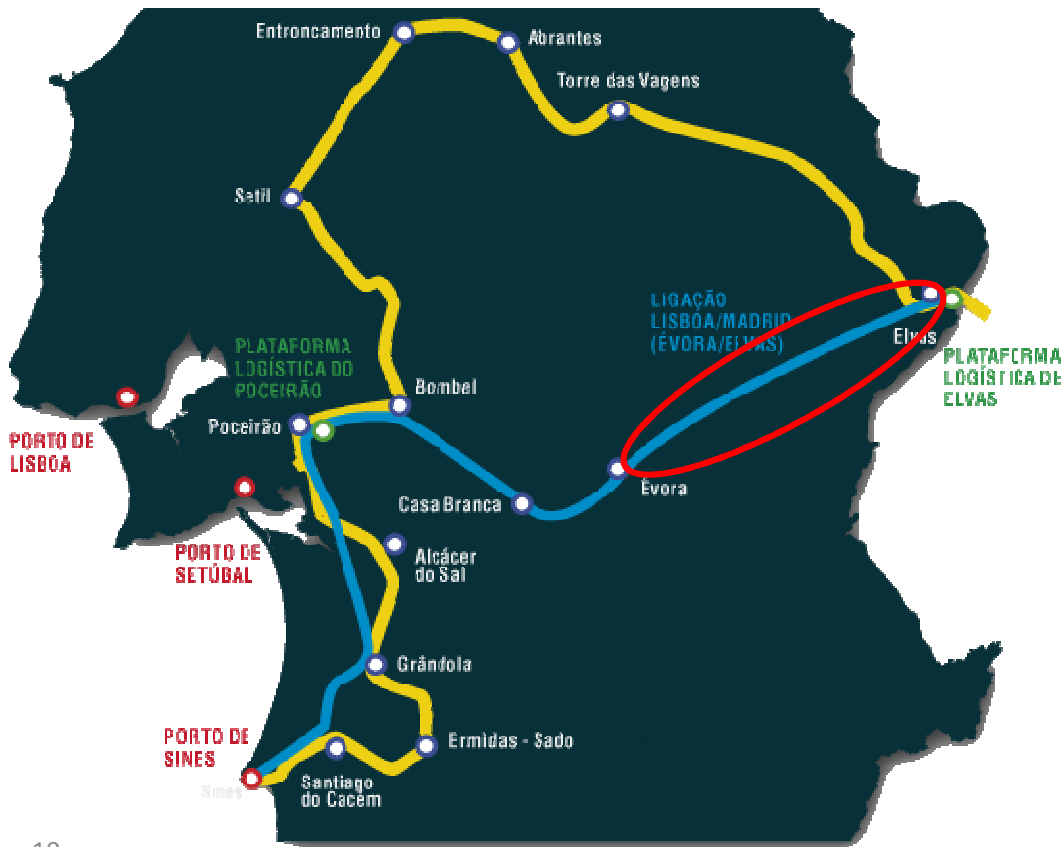 Entroncamento
Abrantes
Torre das Vagens
Setil
LIGAÇÃO
LISBOA/MADRID
(ÉVORA/ELVAS)
Elvas
PLATAFORMA
LOGÍSTICA DE
ELVAS
PLATAFORMA
LOGÍSTICA DO
POCEIRÃO
Bombel
Poceirão
PORTO DE
LISBOA
Évora
Casa Branca
PORTO DE
SETÚBAL
Alcácer
do Sal
Grândola
PORTO DE
SINES
Ermidas - Sado
Sines
Santiago
do Cacém